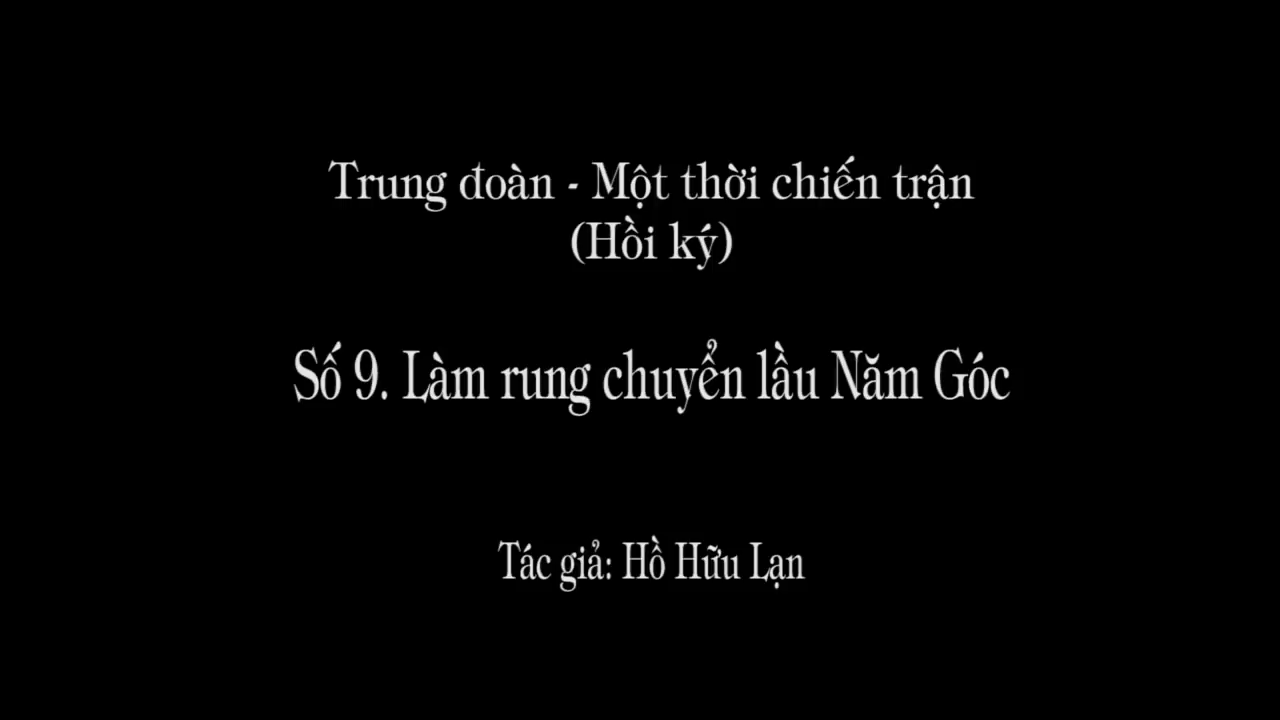 Trung đoàn - Một thời chiến trận
(Hồi ký)
Số 9. Làm rung chuyển lầu Năm Góc
Tác giả: Hồ Hữu Lạn